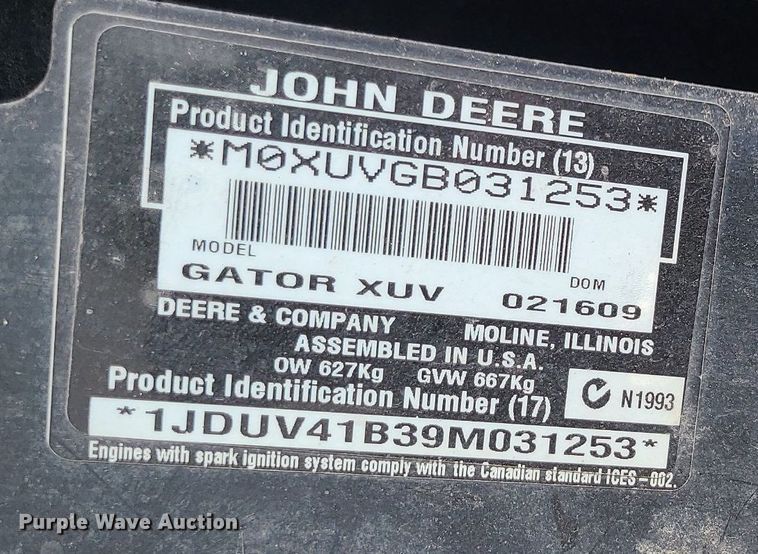 JOHN DEERE
Product Identification Number (13)
*M0XUVGB031253*
MODEL
DOM
GATOR XUV
021609
DEERE & COMPANY MOLINE, ILLINOIS
ASSEMBLED IN U.S.A.
OW 627Kg GVW 667Kg
Product Identification Number (17)
N1993
*1JDUV41B39M031253*
Engines with spark ignition system comply with the Canadian standard ICES-002.
Purple Wave Auction